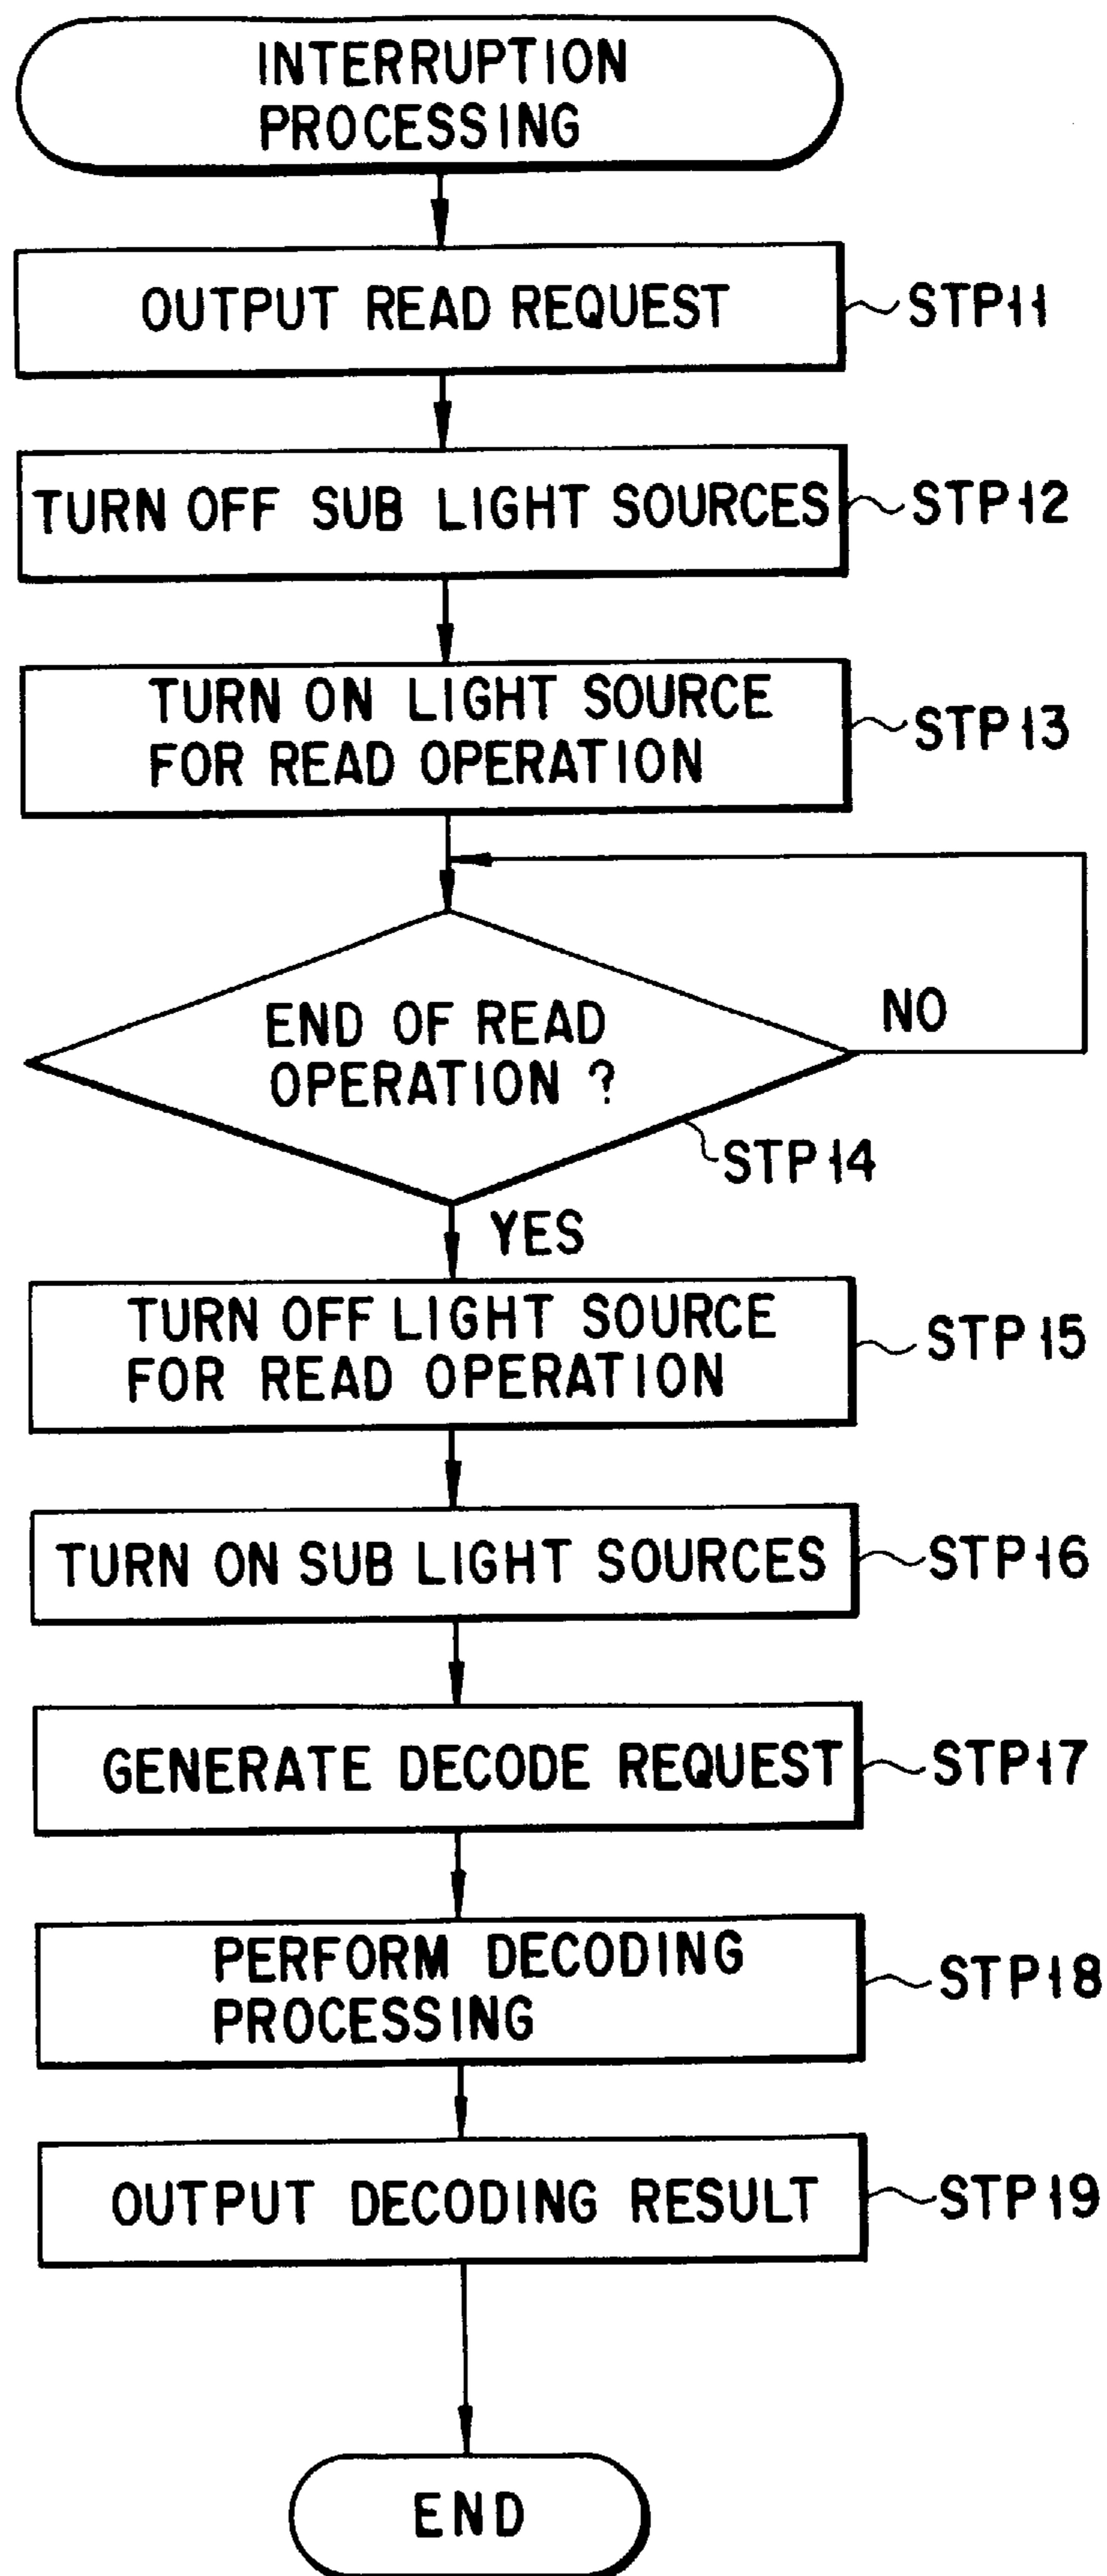 INTERRUPTION
PROCESSING
OUTPUT READ REQUEST
STP11
TURN OFF SUB LIGHT SOURCES
STP12
TURN ON LIGHT SOURCE
FOR READ OPERATION
STP13
END OF READ
OPERATION ?
NO
STP14
YES
TURN OFF LIGHT SOURCE
FOR READ OPERATION
STP15
TURN ON SUB LIGHT SOURCES
STP16
GENERATE DECODE REQUEST
STP17
PERFORM DECODING
PROCESSING
STP18
OUTPUT DECODING RESULT
STP19
END